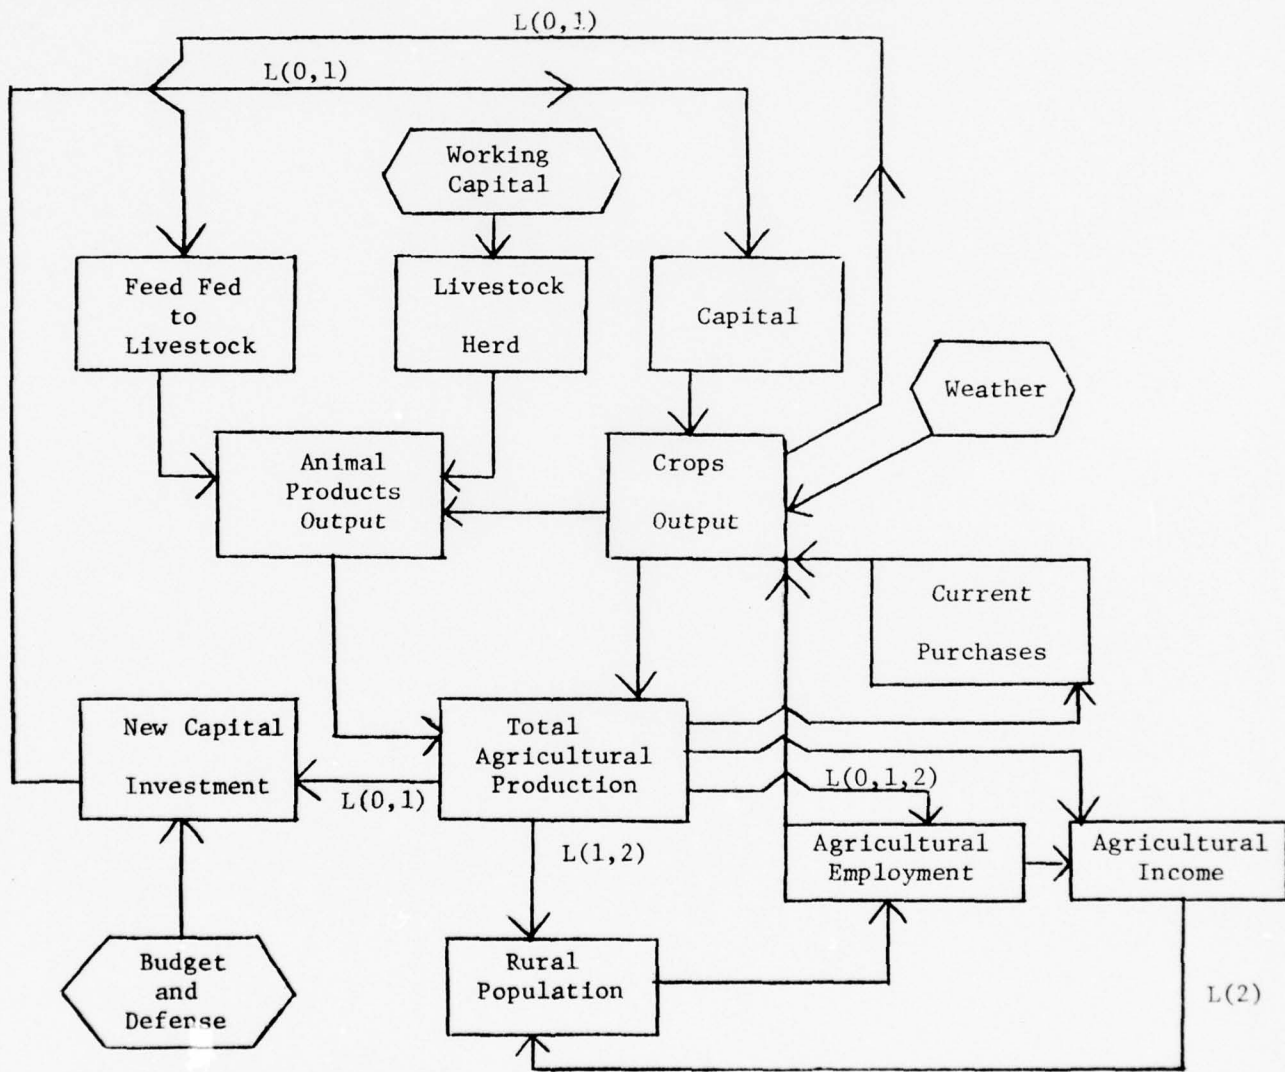 L(0,1)
L(0,1)
Working
Capital
Feed Fed
to
Livestock
Livestock
Herd
Capital
Weather
Animal
Products
Output
Crops
Output
Current
Purchases
New Capital
Investment
Total
Agricultural
Production
L(0,1)
L(0,1,2)
L(1,2)
Agricultural
Employment
Agricultural
Income
Budget
and
Defense
Rural
Population
L(2)